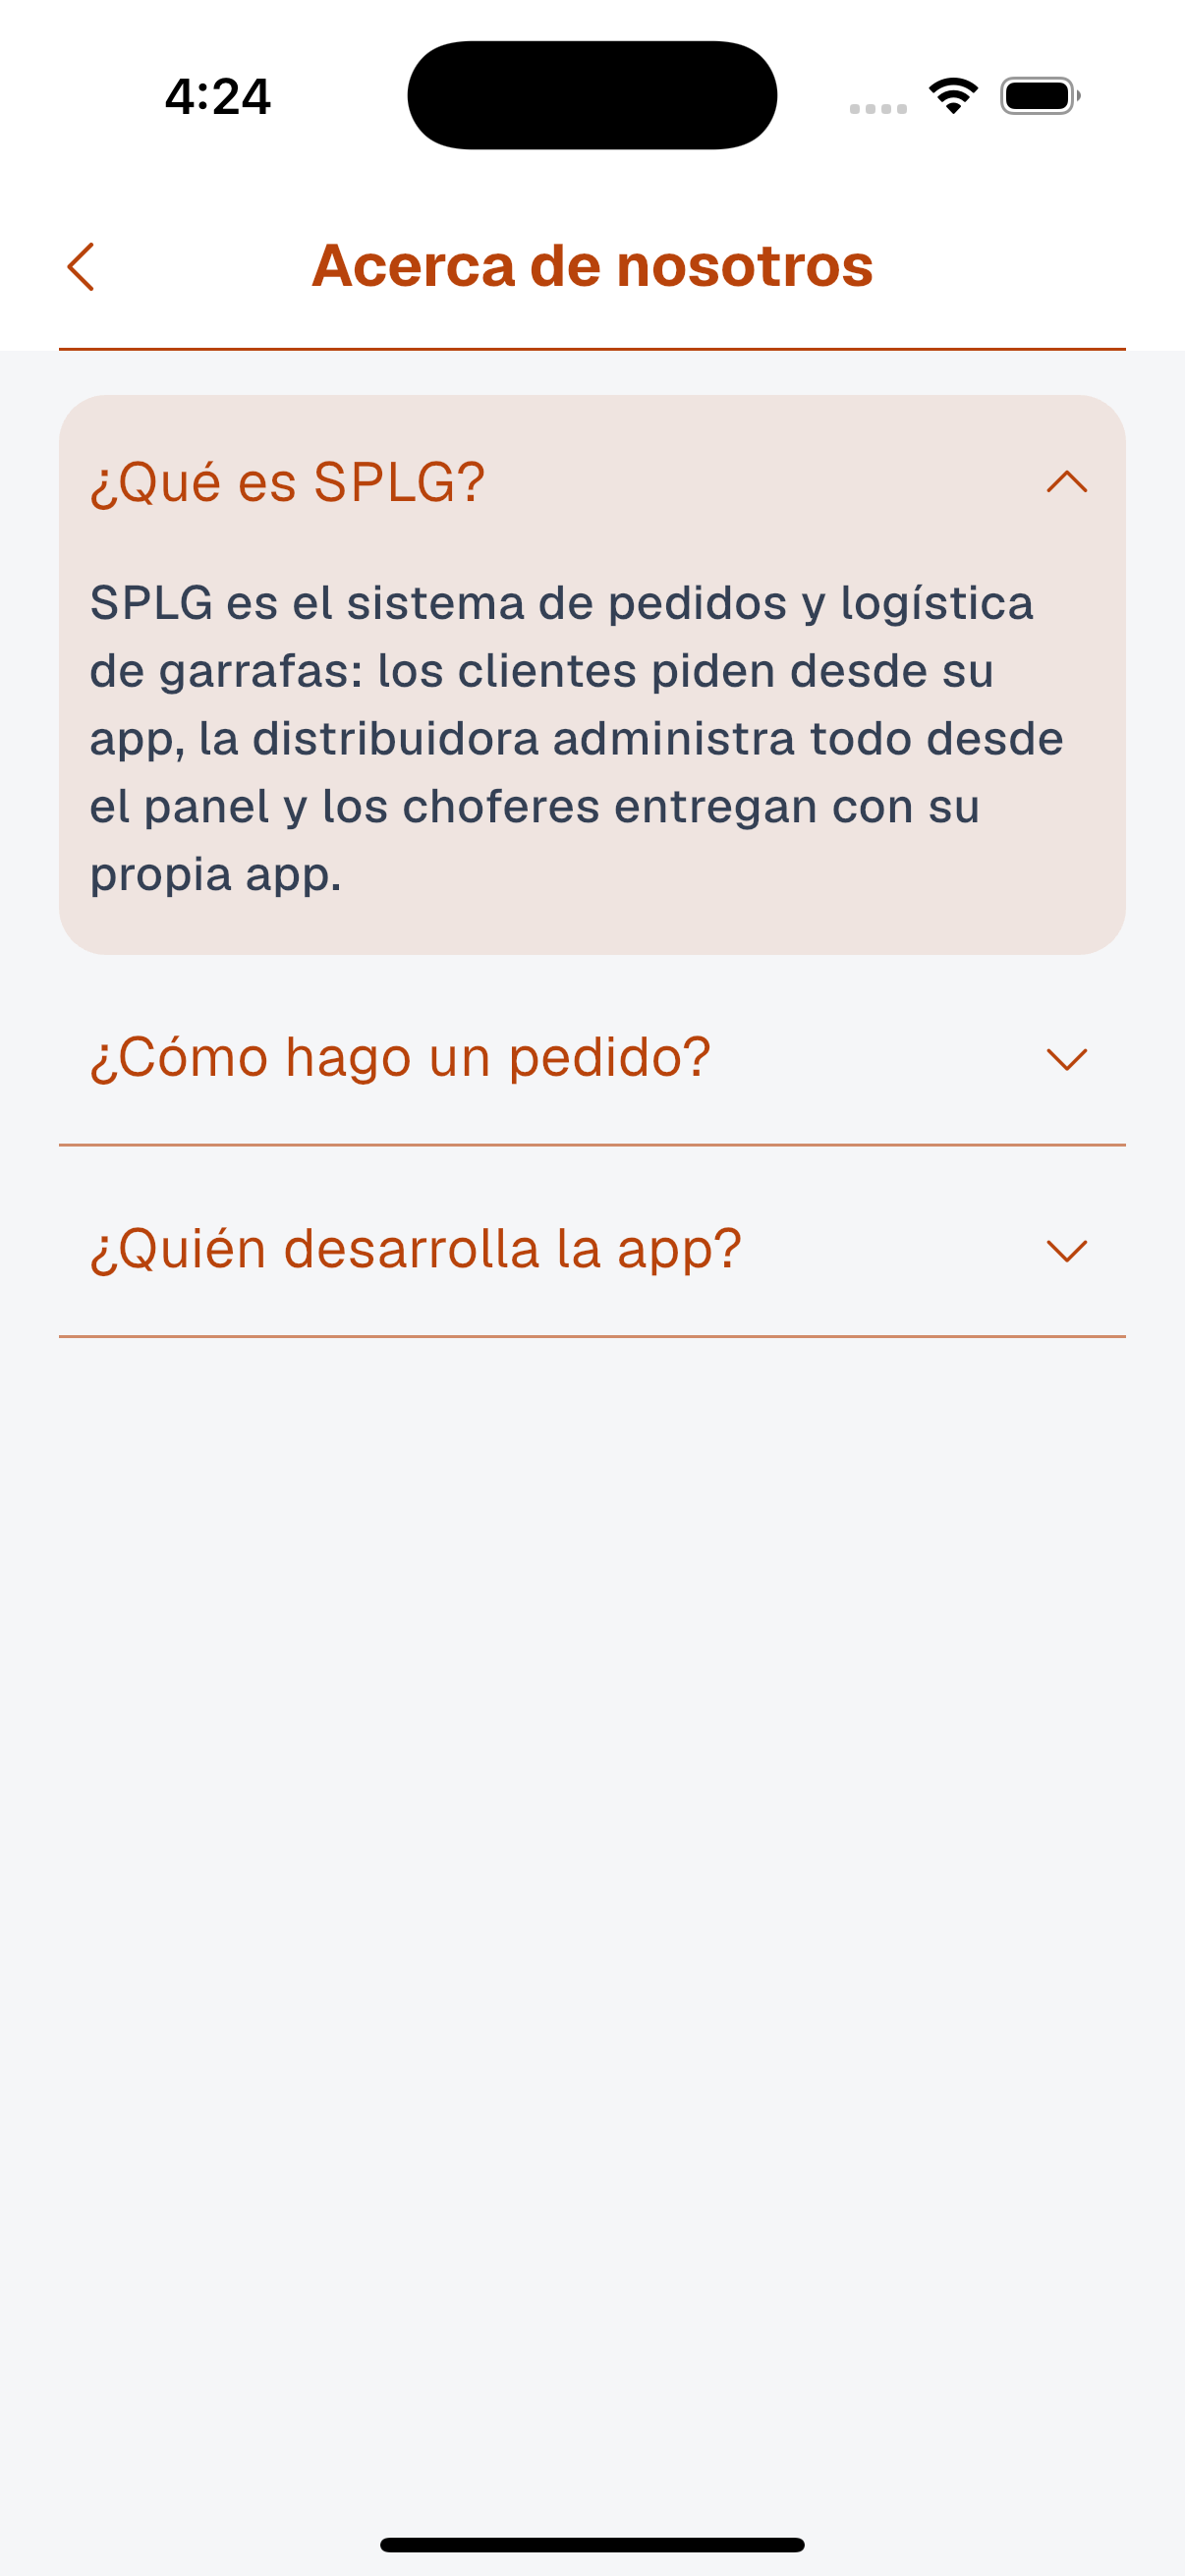 4:24
Acerca de nosotros
¿Qué es SPLG?
SPLG es el sistema de pedidos y logística
de garrafas: los clientes piden desde su
app, la distribuidora administra todo desde
el panel y los choferes entregan con su
propia app.
¿Cómo hago un pedido?
¿Quién desarrolla la app?